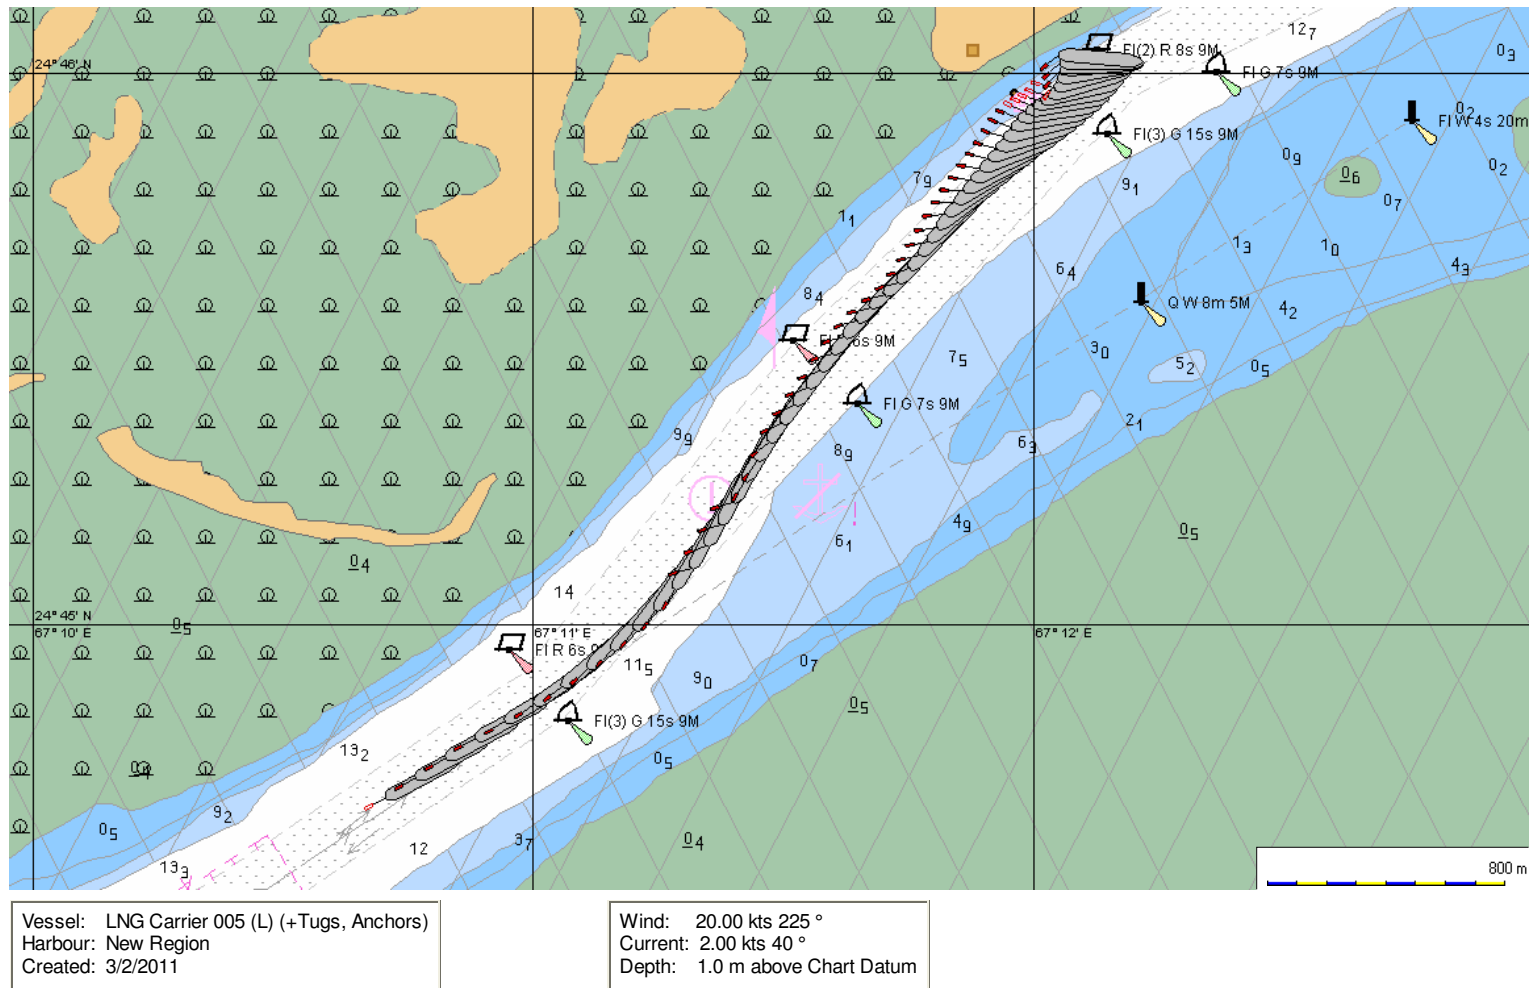 12₇
Fl(2) R 8s 9M
0₃
24° 46' N
Fl G 7s 9M
0₂
Fl W 4s 20m
Fl(3) G 15s 9M
0₉
0₂
7₉
9₁
0₆
0₇
1₁
1₃
1₀
6₄
4₃
8₄
Q W 8m 5M
4₂
6s 9M
7₅
3₀
5₂
0₅
Fl G 7s 9M
2₁
9₉
6₃
8₉
4₉
0₅
6₁
0₄
14
24° 45' N
0₅
67° 10' E
67° 11' E
67° 12' E
Fl R 6s
11₅
0₇
9₀
0₅
Fl(3) G 15s 9M
13₂
0₄
0₅
9₂
0₅
12
3₇
0₄
13₃
800 m
Vessel: LNG Carrier 005 (L) (+Tugs, Anchors)
Harbour: New Region
Created: 3/2/2011
Wind: 20.00 kts 225 °
Current: 2.00 kts 40 °
Depth: 1.0 m above Chart Datum